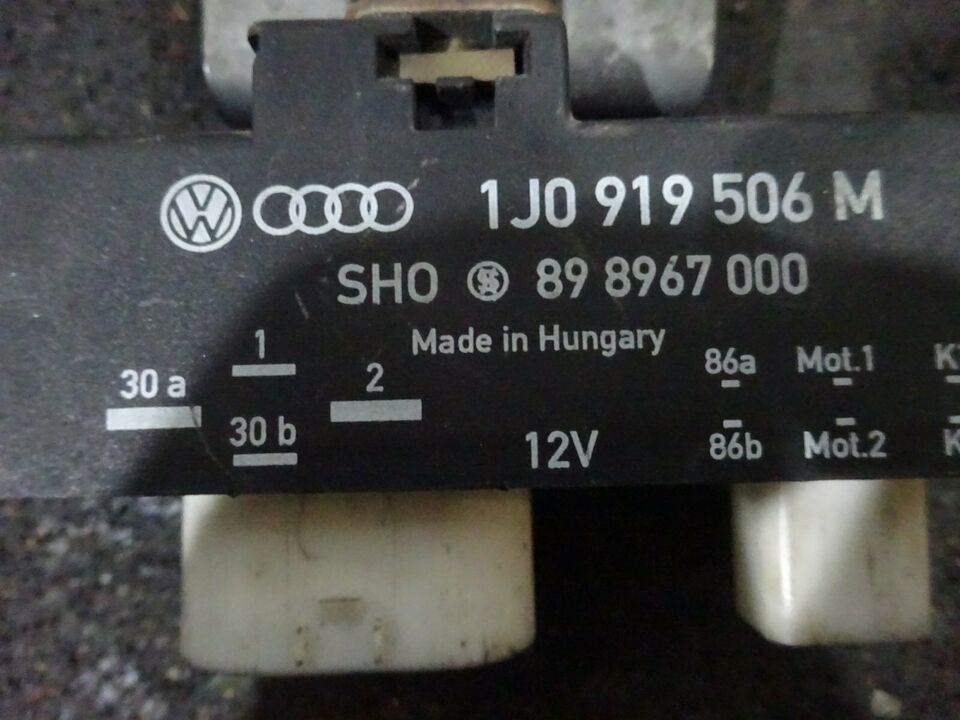 1J0 919 506 M
SHO 89 8967 000
Made in Hungary
1
30 a
2
30 b
12V
86a Mot.1
86b Mot.2